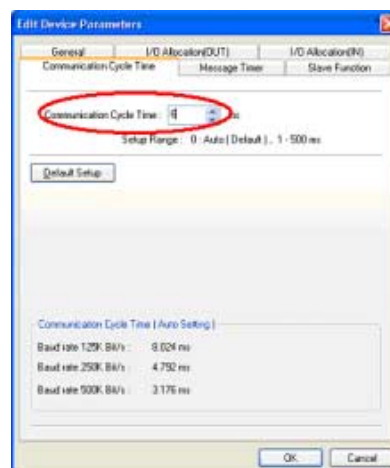 Edit Device Parameters
General I/O Allocation(OUT) I/O Allocation(IN)
Communication Cycle Time Message Timer Slave Function
Communication Cycle Time : 6 ms
Setup Range : 0 : Auto ( Default ) , 1 - 500 ms
Default Setup
Communication Cycle Time ( Auto Setting )
Baud rate 125K Bit/s : 8.024 ms
Baud rate 250K Bit/s : 4.792 ms
Baud rate 500K Bit/s : 3.176 ms
OK Cancel